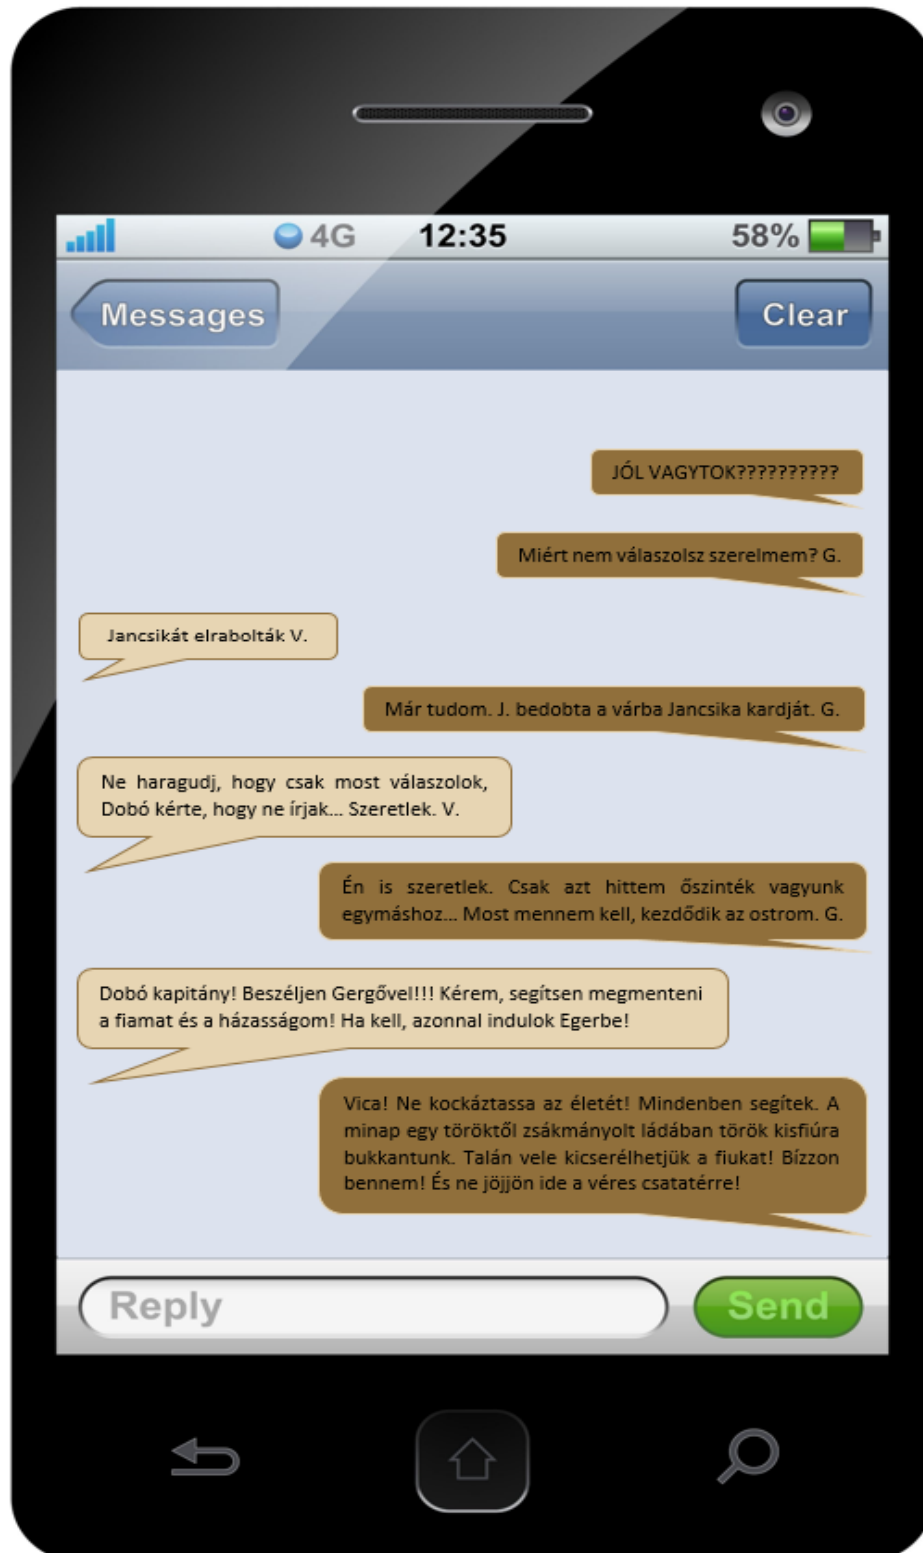 4G 12:35 58%
Messages Clear
JÓL VAGYTOK??????????
Miért nem válaszolsz szerelmem? G.
Jancsikát elrabolták V.
Már tudom. J. bedobta a várba Jancsika kardját. G.
Ne haragudj, hogy csak most válaszolok,
Dobó kérte, hogy ne írjak... Szeretlek. V.
Én is szeretlek. Csak azt hittem őszinték vagyunk
egymáshoz... Most mennem kell, kezdődik az ostrom. G.
Dobó kapitány! Beszéljen Gergővel!!! Kérem, segítsen megmenteni
a fiamat és a házasságom! Ha kell, azonnal indulok Egerbe!
Vica! Ne kockáztassa az életét! Mindenben segítek. A
minap egy töröktől zsákmányolt ládában török kisfiúra
bukkantunk. Talán vele kicserélhetjük a fiukat! Bízzon
bennem! És ne jöjjön ide a véres csatatérre!
Reply Send